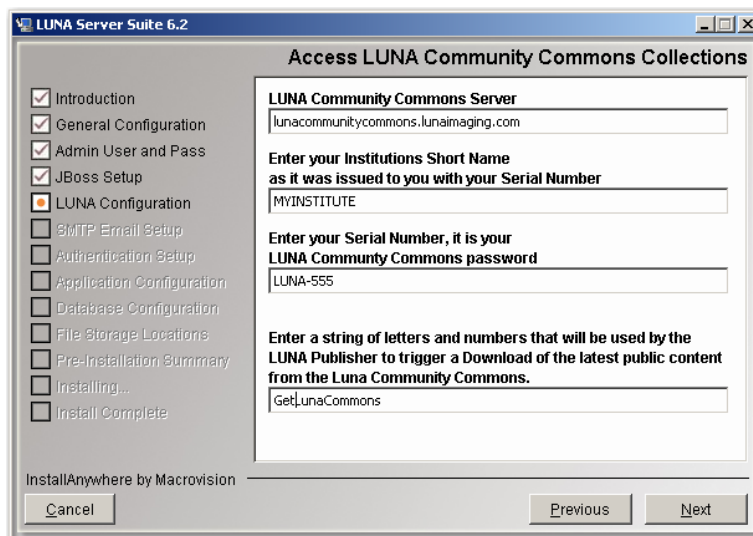 LUNA Server Suite 6.2
Access LUNA Community Commons Collections
Introduction
General Configuration
Admin User and Pass
JBoss Setup
LUNA Configuration
SMTP Email Setup
Authentication Setup
Application Configuration
Database Configuration
File Storage Locations
Pre-Installation Summary
Installing...
Install Complete
LUNA Community Commons Server
lunacommunitycommons.lunaimaging.com
Enter your Institutions Short Name
as it was issued to you with your Serial Number
MYINSTITUTE
Enter your Serial Number, it is your
LUNA Communty Commons password
LUNA-555
Enter a string of letters and numbers that will be used by the
LUNA Publisher to trigger a Download of the latest public content
from the Luna Community Commons.
GetLunaCommons
InstallAnywhere by Macrovision
Cancel
Previous
Next